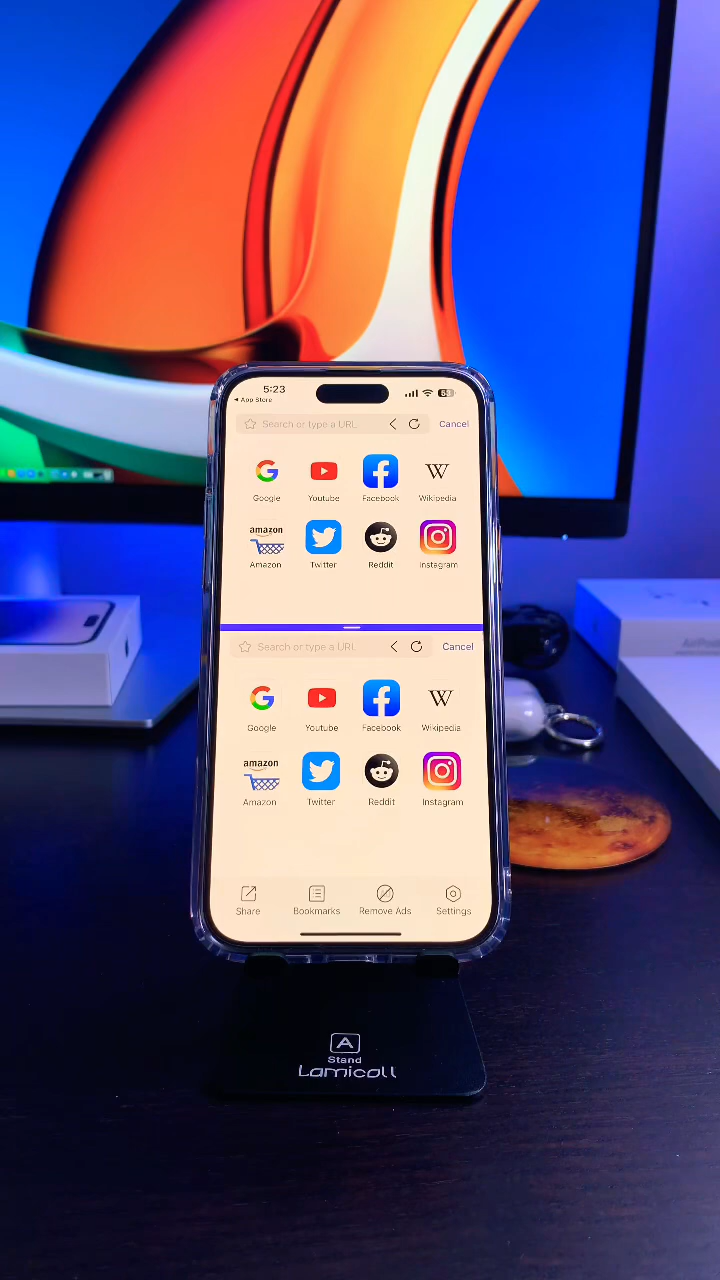 5:23
◀ App Store
Search or type a URL
Cancel
Google Youtube Facebook Wikipedia
amazon
Amazon Twitter Reddit Instagram
Search or type a URL
Cancel
Google Youtube Facebook Wikipedia
amazon
Amazon Twitter Reddit Instagram
Share Bookmarks Remove Ads Settings
A
Stand
Lamicall